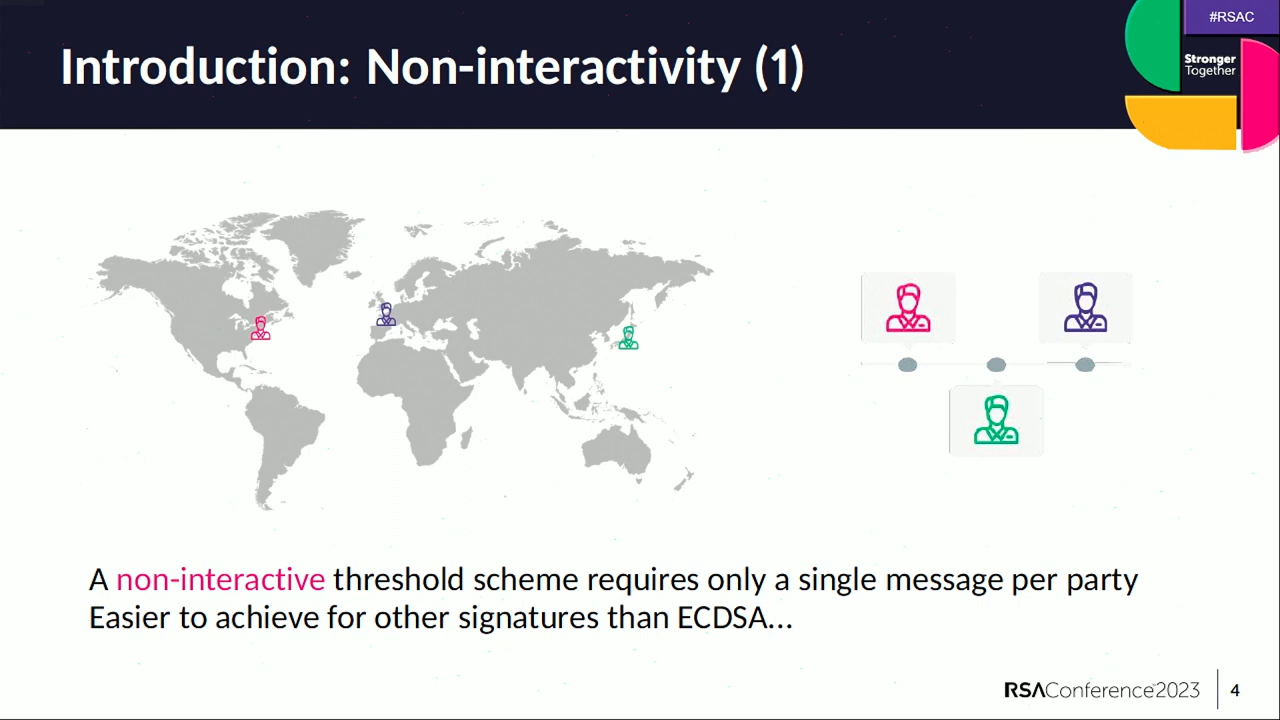 Introduction: Non-interactivity (1)
#RSAC
Stronger
Together
A non-interactive threshold scheme requires only a single message per party
Easier to achieve for other signatures than ECDSA...
RSAConference2023
4